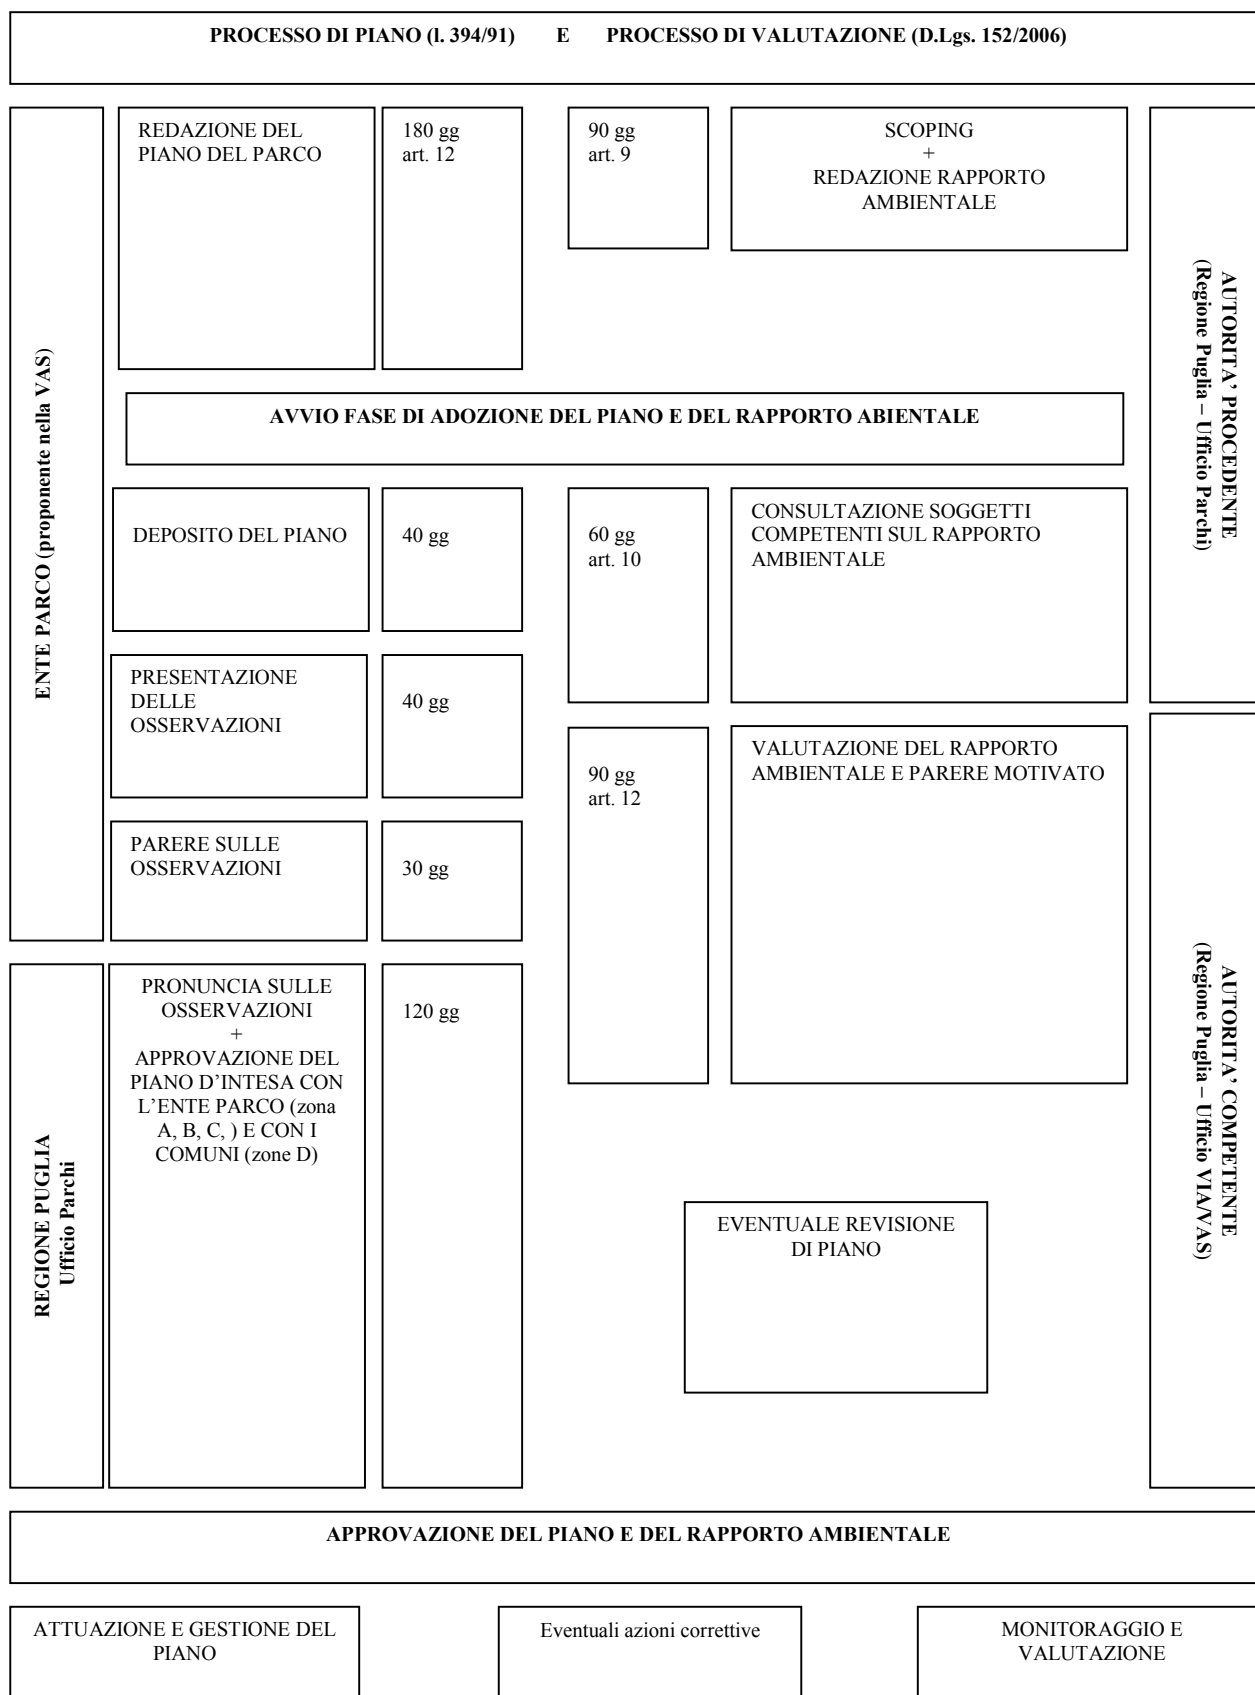 PROCESSO DI PIANO (l. 394/91) E PROCESSO DI VALUTAZIONE (D.Lgs. 152/2006)
ENTE PARCO (proponente nella VAS)
REDAZIONE DEL
PIANO DEL PARCO
180 gg
art. 12
90 gg
art. 9
SCOPING
+
REDAZIONE RAPPORTO
AMBIENTALE
AUTORITA’ PROCEDENTE
(Regione Puglia – Ufficio Parchi)
AVVIO FASE DI ADOZIONE DEL PIANO E DEL RAPPORTO ABIENTALE
DEPOSITO DEL PIANO
40 gg
60 gg
art. 10
CONSULTAZIONE SOGGETTI
COMPETENTI SUL RAPPORTO
AMBIENTALE
PRESENTAZIONE
DELLE
OSSERVAZIONI
40 gg
90 gg
art. 12
VALUTAZIONE DEL RAPPORTO
AMBIENTALE E PARERE MOTIVATO
PARERE SULLE
OSSERVAZIONI
30 gg
AUTORITA’ COMPETENTE
(Regione Puglia – Ufficio VIA/VAS)
REGIONE PUGLIA
Ufficio Parchi
PRONUNCIA SULLE
OSSERVAZIONI
+
APPROVAZIONE DEL
PIANO D’INTESA CON
L’ENTE PARCO (zona
A, B, C, ) E CON I
COMUNI (zone D)
120 gg
EVENTUALE REVISIONE
DI PIANO
APPROVAZIONE DEL PIANO E DEL RAPPORTO AMBIENTALE
ATTUAZIONE E GESTIONE DEL
PIANO
Eventuali azioni correttive
MONITORAGGIO E
VALUTAZIONE